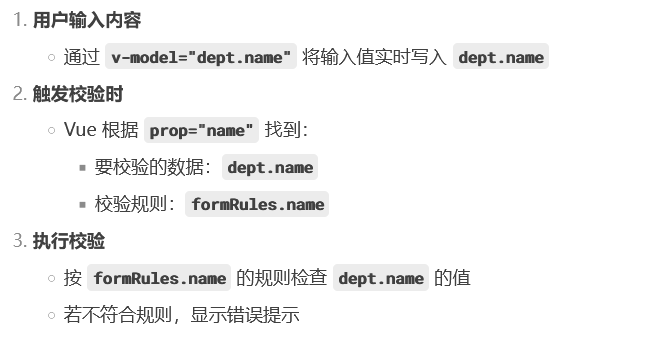 1. 用户输入内容
通过 v-model="dept.name" 将输入值实时写入 dept.name
2. 触发校验时
Vue 根据 prop="name" 找到：
要校验的数据：dept.name
校验规则：formRules.name
3. 执行校验
按 formRules.name 的规则检查 dept.name 的值
若不符合规则，显示错误提示